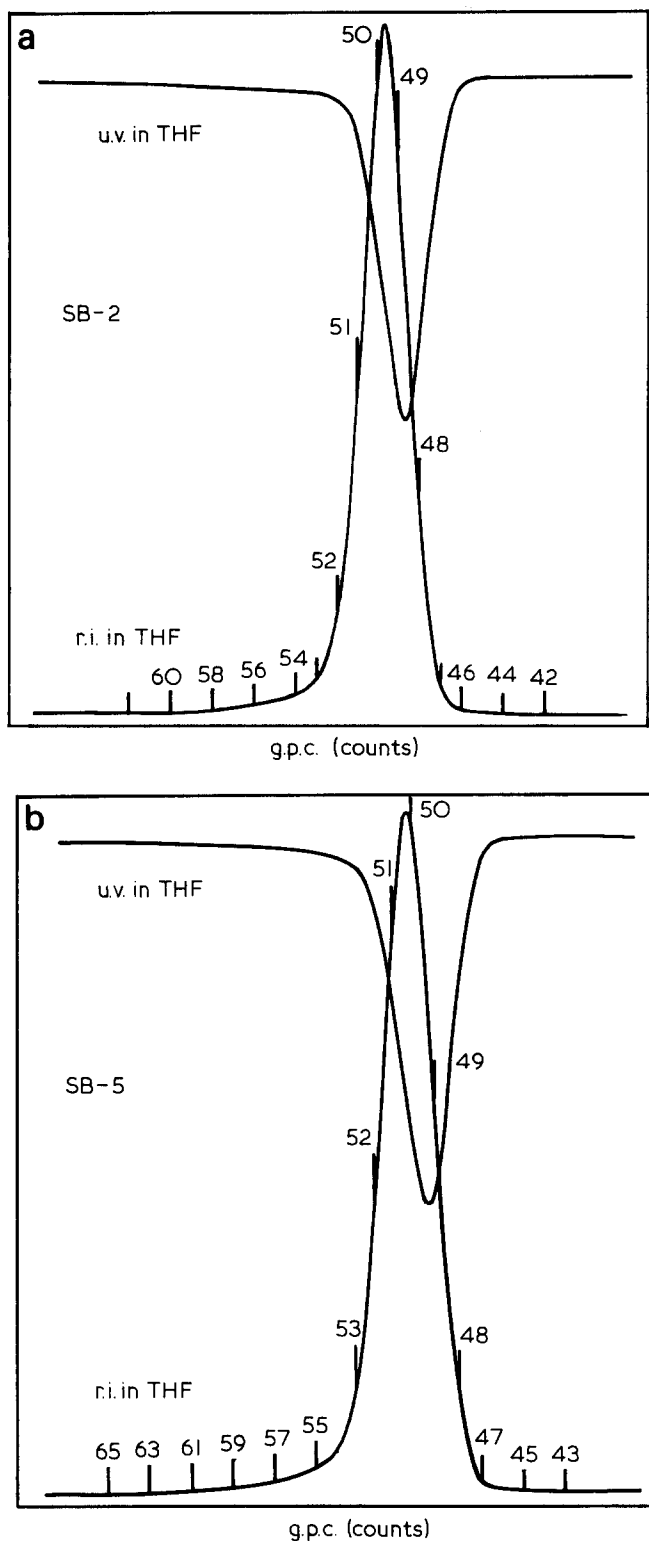 a
50
49
u.v. in THF
SB-2
51
48
52
r.i. in THF
60 58 56 54 46 44 42
g.p.c. (counts)
b
50
51
u.v. in THF
49
SB-5
52
53
48
r.i. in THF
65 63 61 59 57 55 47 45 43
g.p.c. (counts)